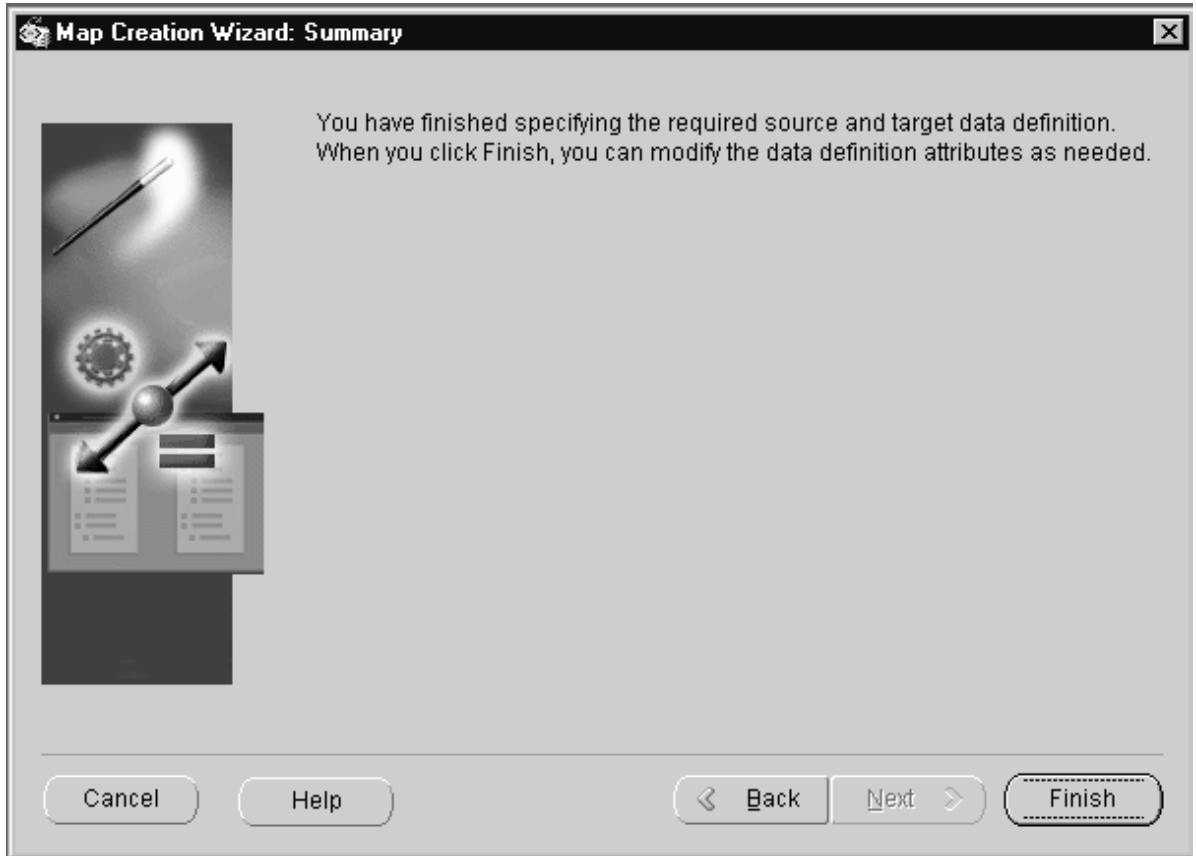 Map Creation Wizard: Summary
You have finished specifying the required source and target data definition.
When you click Finish, you can modify the data definition attributes as needed.
Cancel
Help
Back
Next
Finish